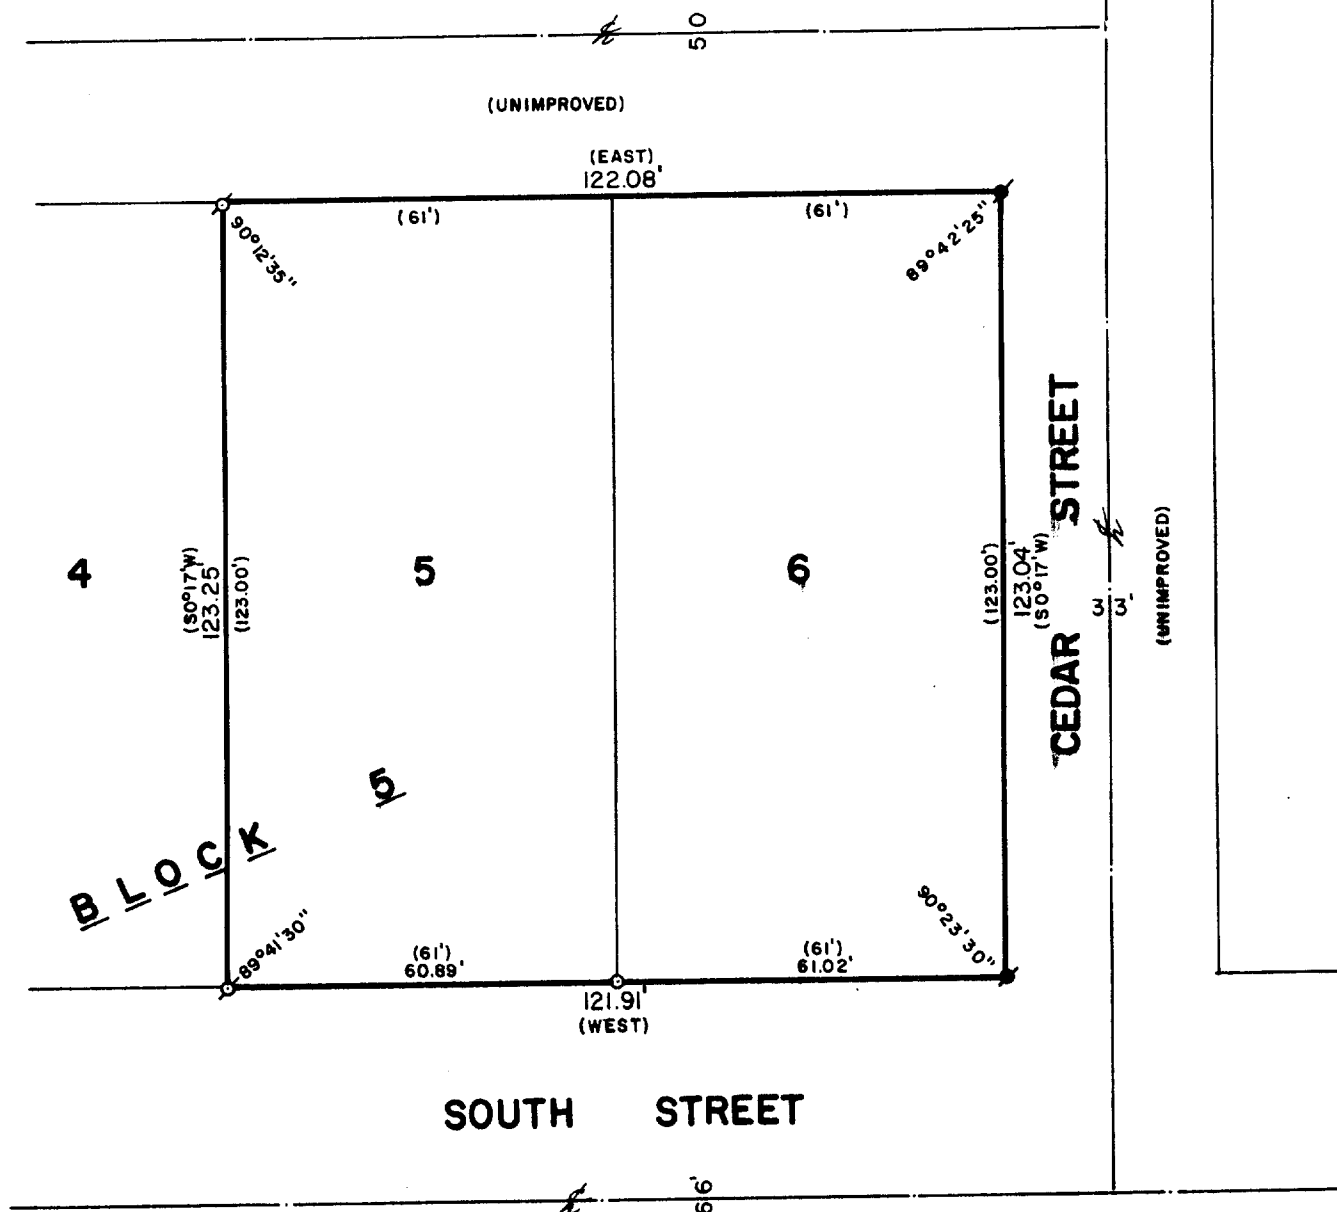 50
(UNIMPROVED)
(EAST)
122.08'
(61')
(61')
90°12'35"
89°42'25"
4
(S0°17'W)
123.25'
(123.00')
5
6
(123.00')
123.04'
(S0°17'W)
CEDAR STREET
33'
(UNIMPROVED)
BLOCK 5
89°41'30"
(61')
60.89'
(61')
61.02'
90°23'30"
121.91'
(WEST)
SOUTH STREET
66'